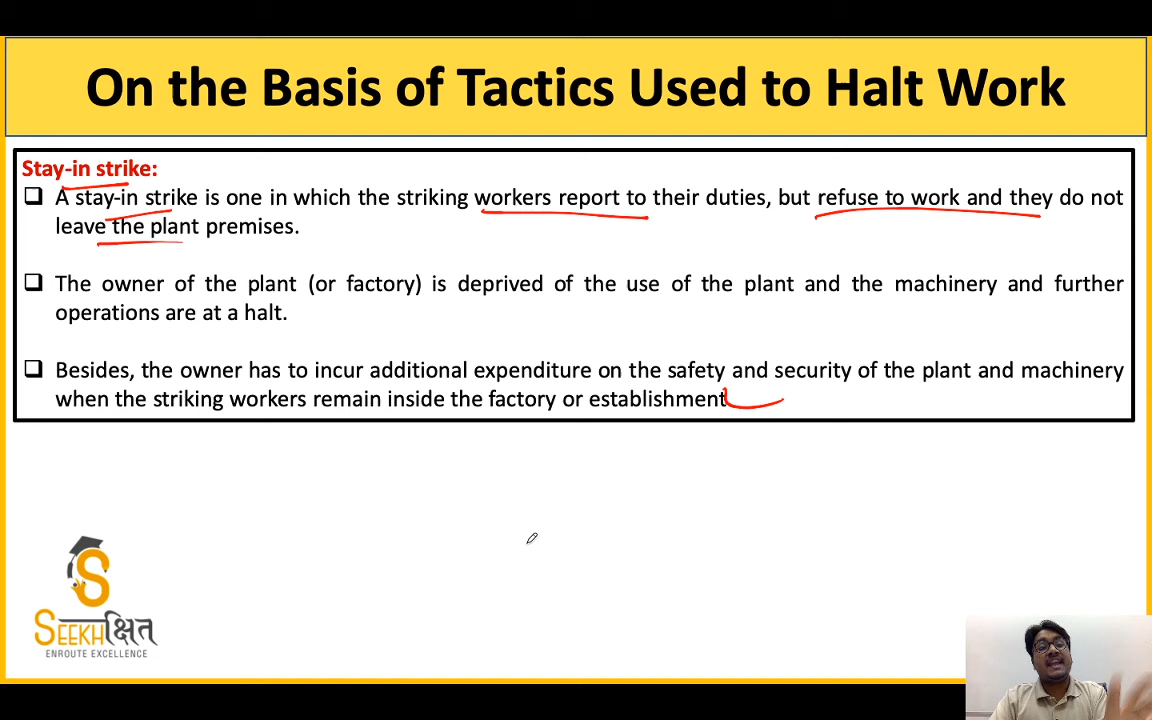 On the Basis of Tactics Used to Halt Work
Stay-in strike:
❑ A stay-in strike is one in which the striking workers report to their duties, but refuse to work and they do not
leave the plant premises.
❑ The owner of the plant (or factory) is deprived of the use of the plant and the machinery and further
operations are at a halt.
❑ Besides, the owner has to incur additional expenditure on the safety and security of the plant and machinery
when the striking workers remain inside the factory or establishment
S
SEEKHक्षित
ENROUTE EXCELLENCE